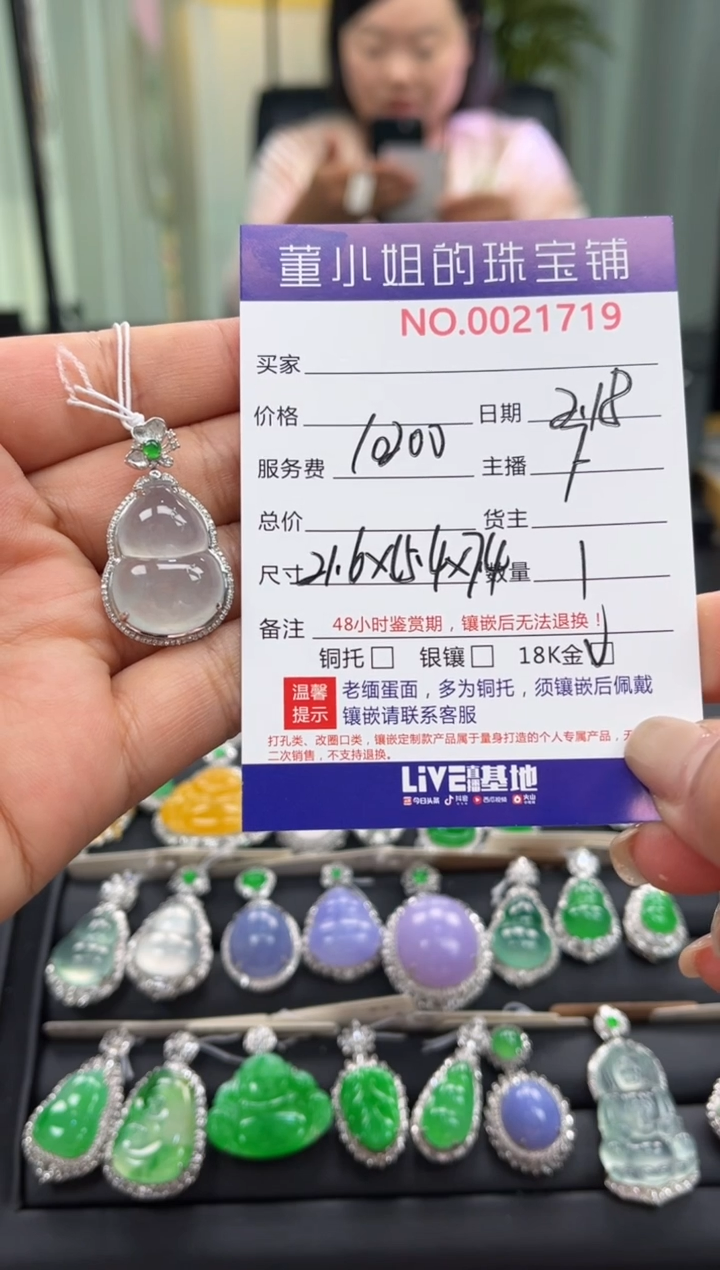 董小姐的珠宝铺
NO.0021719
买家
价格 日期 2.18
服务费 10200 主播
总价 货主
尺寸 21.6×15.4×7.4 数量 1
备注 48小时鉴赏期，镶嵌后无法退换！
铜托□ 银镶□ 18K金☑
温馨提示 老缅蛋面，多为铜托，须镶嵌后佩戴
镶嵌请联系客服
打孔类、改圈口类，镶嵌定制款产品属于量身打造的个人专属产品，
二次销售，不支持退换。
LiVE直播基地
今日头条 抖音 西瓜视频 火山